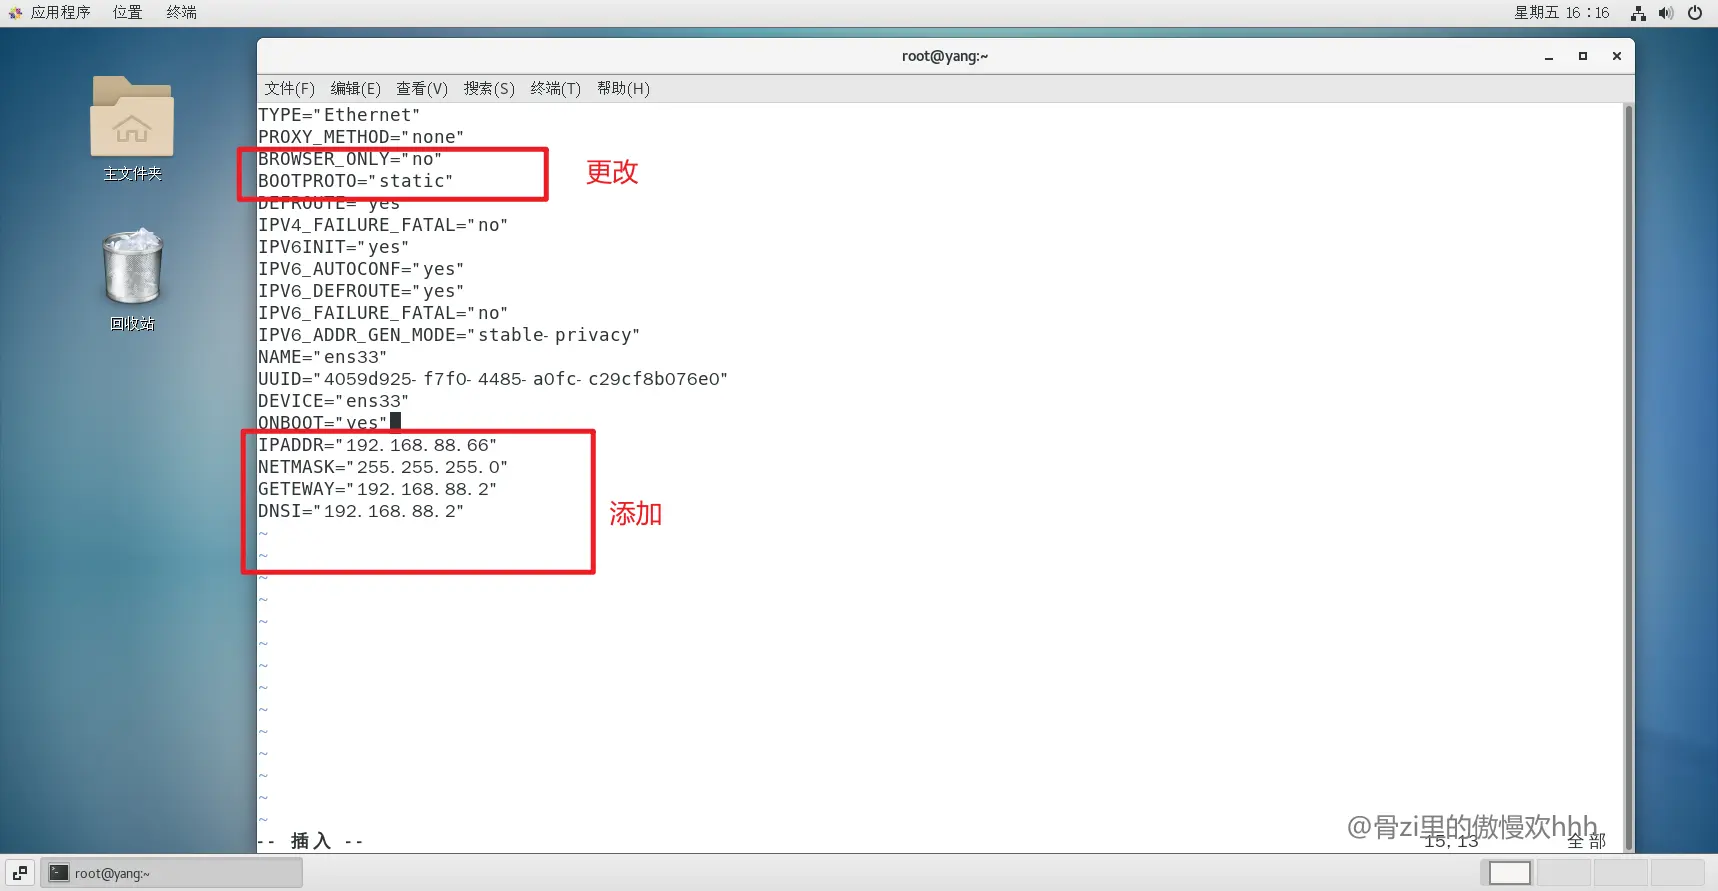 应用程序 位置 终端
星期五 16：16
root@yang:~
文件(F) 编辑(E) 查看(V) 搜索(S) 终端(T) 帮助(H)
TYPE="Ethernet"
PROXY_METHOD="none"
BROWSER_ONLY="no"
BOOTPROTO="static"
更改
DEFROUTE="yes"
IPV4_FAILURE_FATAL="no"
IPV6INIT="yes"
IPV6_AUTOCONF="yes"
IPV6_DEFROUTE="yes"
IPV6_FAILURE_FATAL="no"
IPV6_ADDR_GEN_MODE="stable-privacy"
NAME="ens33"
UUID="4059d925-f7f0-4485-a0fc-c29cf8b076e0"
DEVICE="ens33"
ONBOOT="yes"
IPADDR="192.168.88.66"
NETMASK="255.255.255.0"
GETEWAY="192.168.88.2"
DNSI="192.168.88.2"
添加
~
~
~
~
~
~
~
~
~
~
~
~
~
~
-- 插入 --
15,13
全部
@骨zi里的傲慢欢hhh
主文件夹
回收站
root@yang:~